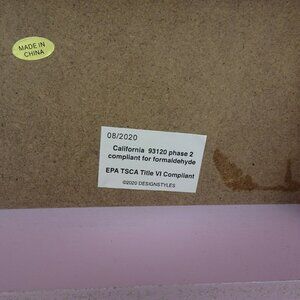 MADE IN
CHINA
08/2020
California 93120 phase 2
compliant for formaldehyde
EPA TSCA Title VI Compliant
©2020 DESIGNSTYLES